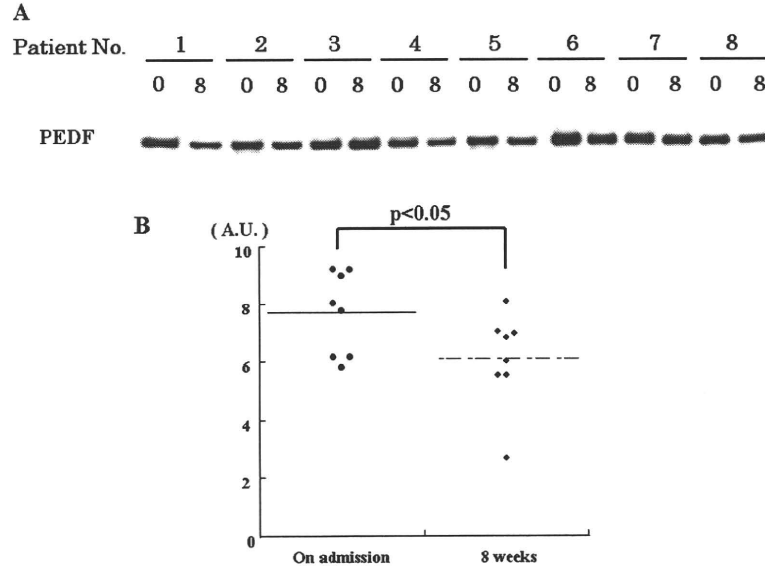 A
Patient No. 1 2 3 4 5 6 7 8
0 8 0 8 0 8 0 8 0 8 0 8 0 8 0 8
PEDF
B
( A.U. )
p<0.05
10
8
6
4
2
0
On admission 8 weeks